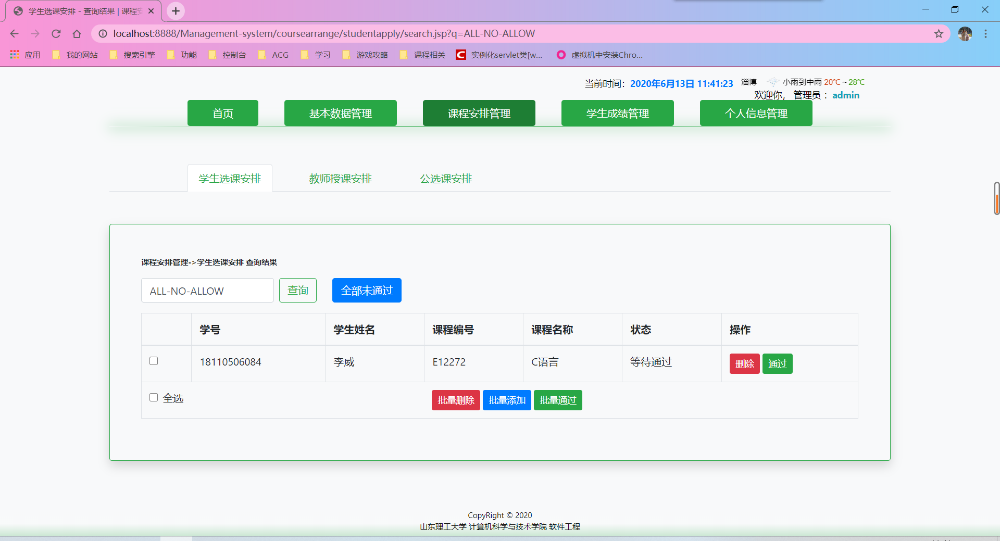 学生选课安排 - 查询结果 | 课程安
localhost:8888/Management-system/coursearrange/studentapply/search.jsp?q=ALL-NO-ALLOW
应用 我的网站 搜索引擎 功能 控制台 ACG 学习 游戏攻略 课程相关 实例化servlet类[w... 虚拟机中安装Chro...
当前时间：2020年6月13日 11:41:23 淄博 小雨到中雨 20℃ ~ 28℃
欢迎你， 管理员 ：admin
首页 基本数据管理 课程安排管理 学生成绩管理 个人信息管理
学生选课安排 教师授课安排 公选课安排
课程安排管理->学生选课安排 查询结果
ALL-NO-ALLOW 查询 全部未通过
学号 学生姓名 课程编号 课程名称 状态 操作
18110506084 李威 E12272 C语言 等待通过 删除 通过
全选 批量删除 批量添加 批量通过
CopyRight © 2020
山东理工大学 计算机科学与技术学院 软件工程